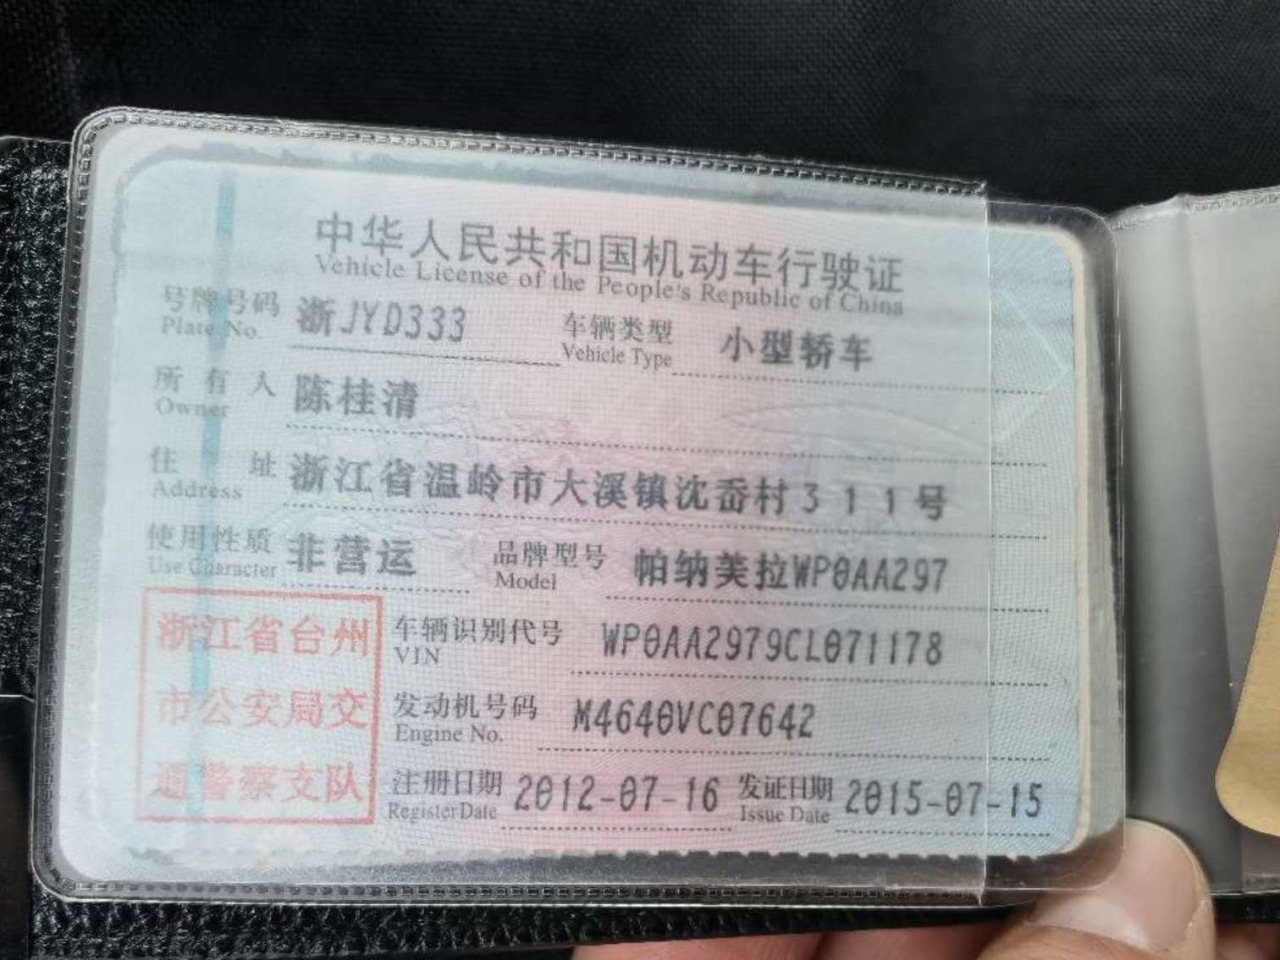 中华人民共和国机动车行驶证
Vehicle License of the People's Republic of China
号牌号码 浙JYD333 车辆类型 小型轿车
Plate No. Vehicle Type
所有人 陈桂清
Owner
住址 浙江省温岭市大溪镇沈岙村311号
Address
使用性质 非营运 品牌型号 帕纳美拉WP0AA297
Use Character Model
浙江省台州
市公安局交
通警察支队
车辆识别代号 WP0AA2979CL071178
VIN
发动机号码 M4640VC07642
Engine No.
注册日期 2012-07-16 发证日期 2015-07-15
Register Date Issue Date